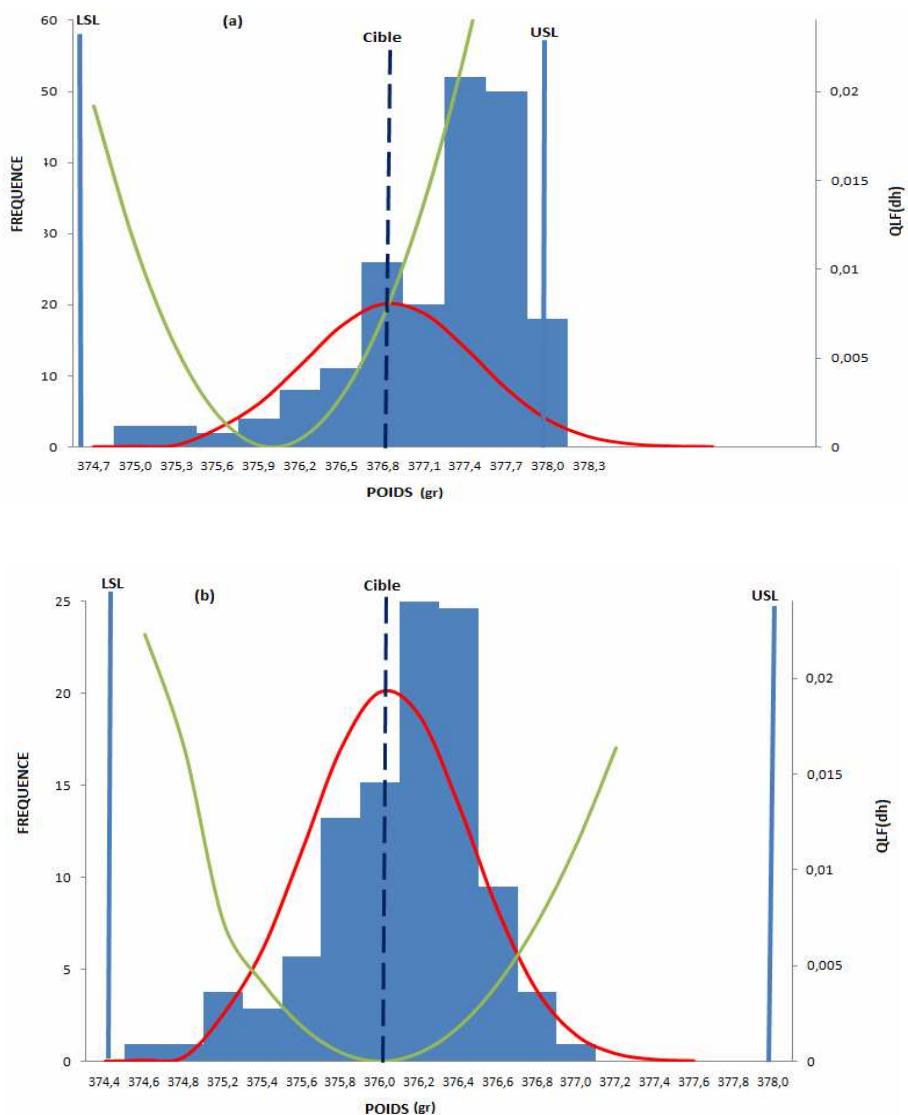 LSL
(a)
Cible
USL
60
50
40
30
20
10
0
FREQUENCE
0,02
0,015
0,01
0,005
0
QLF(dh)
374,7 375,0 375,3 375,6 375,9 376,2 376,5 376,8 377,1 377,4 377,7 378,0 378,3
POIDS (gr)
LSL
(b)
Cible
USL
25
20
15
10
5
0
FREQUENCE
0,02
0,015
0,01
0,005
0
QLF(dh)
374,4 374,6 374,8 375,2 375,4 375,6 375,8 376,0 376,2 376,4 376,6 376,8 377,0 377,2 377,4 377,6 377,8 378,0
POIDS (gr)